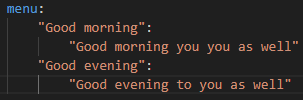 menu:
"Good morning":
"Good morning you you as well"
"Good evening":
"Good evening to you as well"